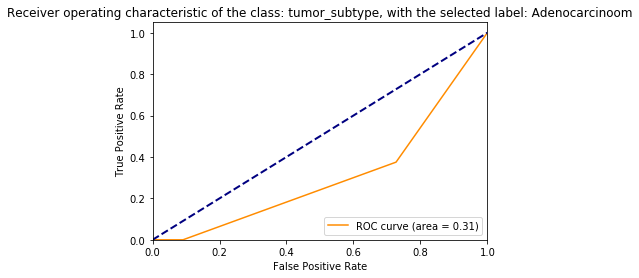 Receiver operating characteristic of the class: tumor_subtype, with the selected label: Adenocarcinoom
1.0
0.8
0.6
0.4
0.2
0.0
True Positive Rate
ROC curve (area = 0.31)
0.0 0.2 0.4 0.6 0.8 1.0
False Positive Rate